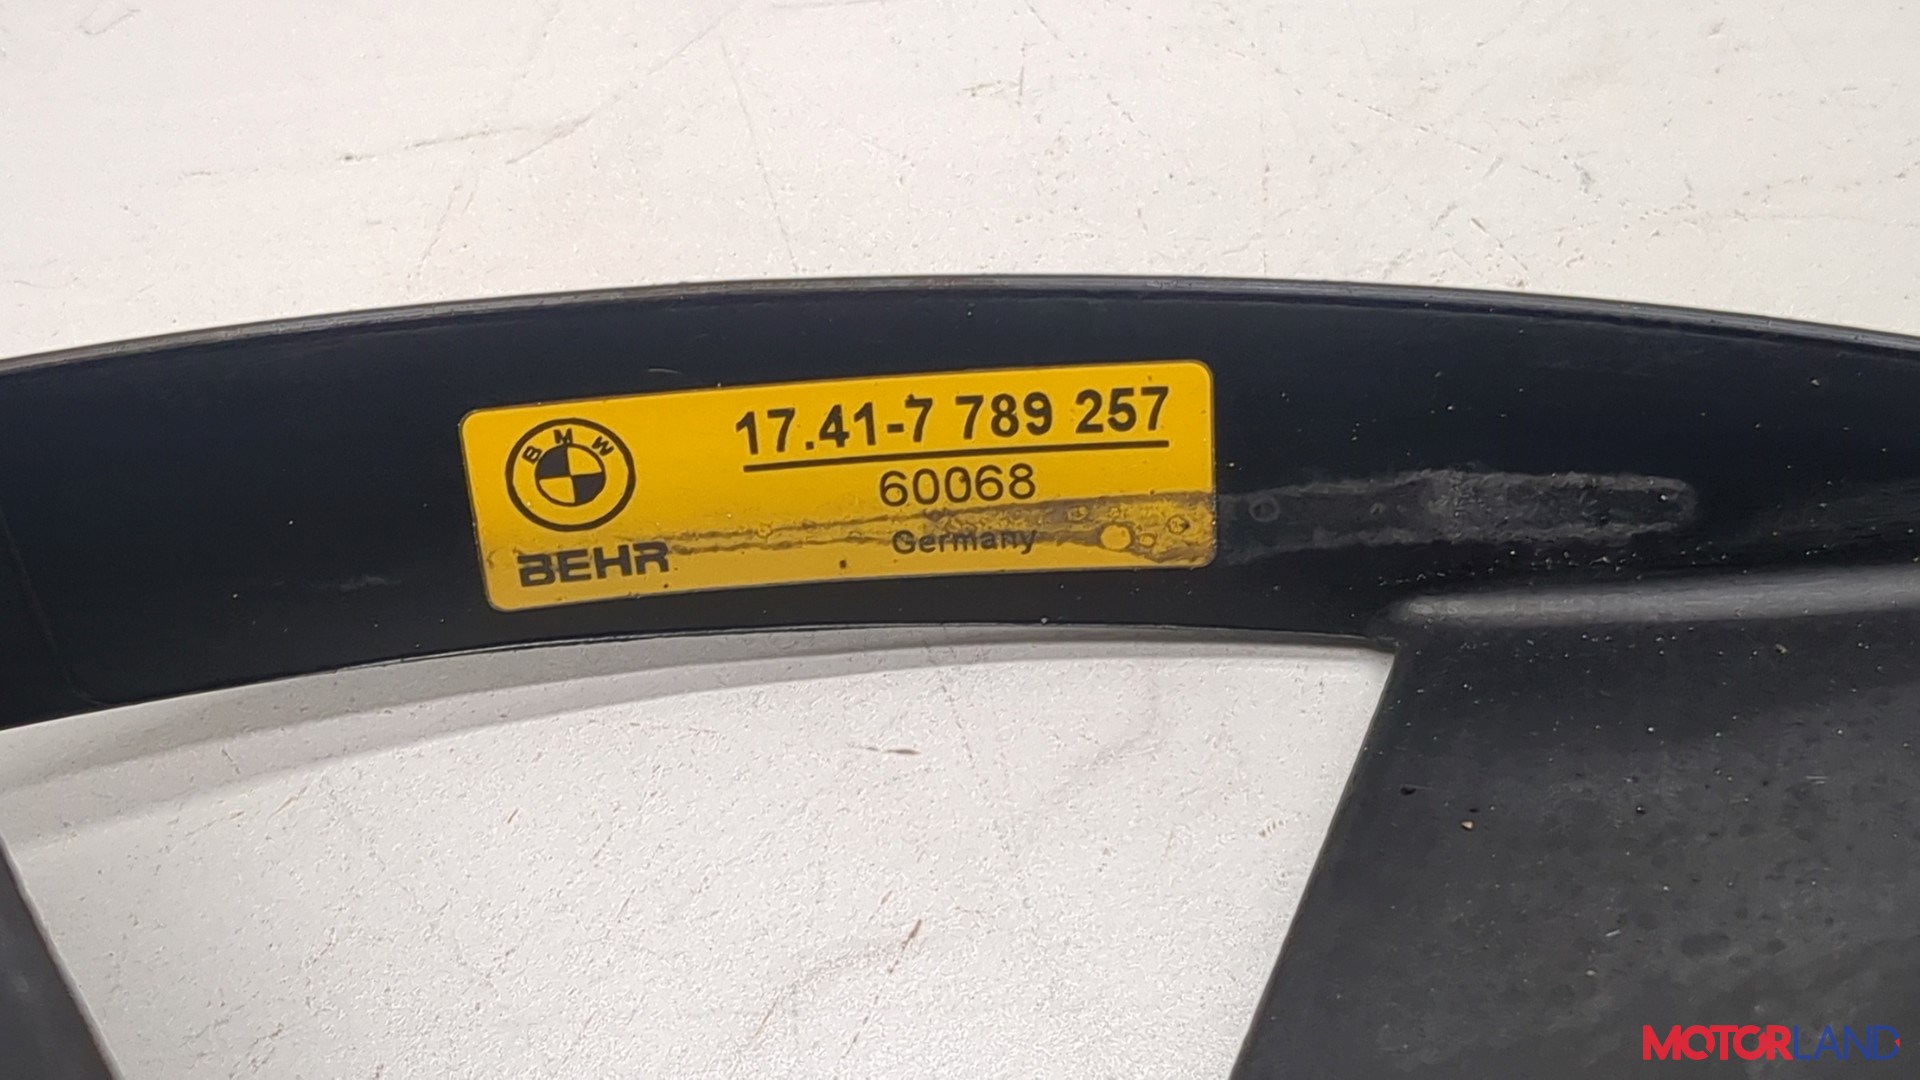 BMW
17.41-7 789 257
60068
Germany
BEHR
MOTORLAND